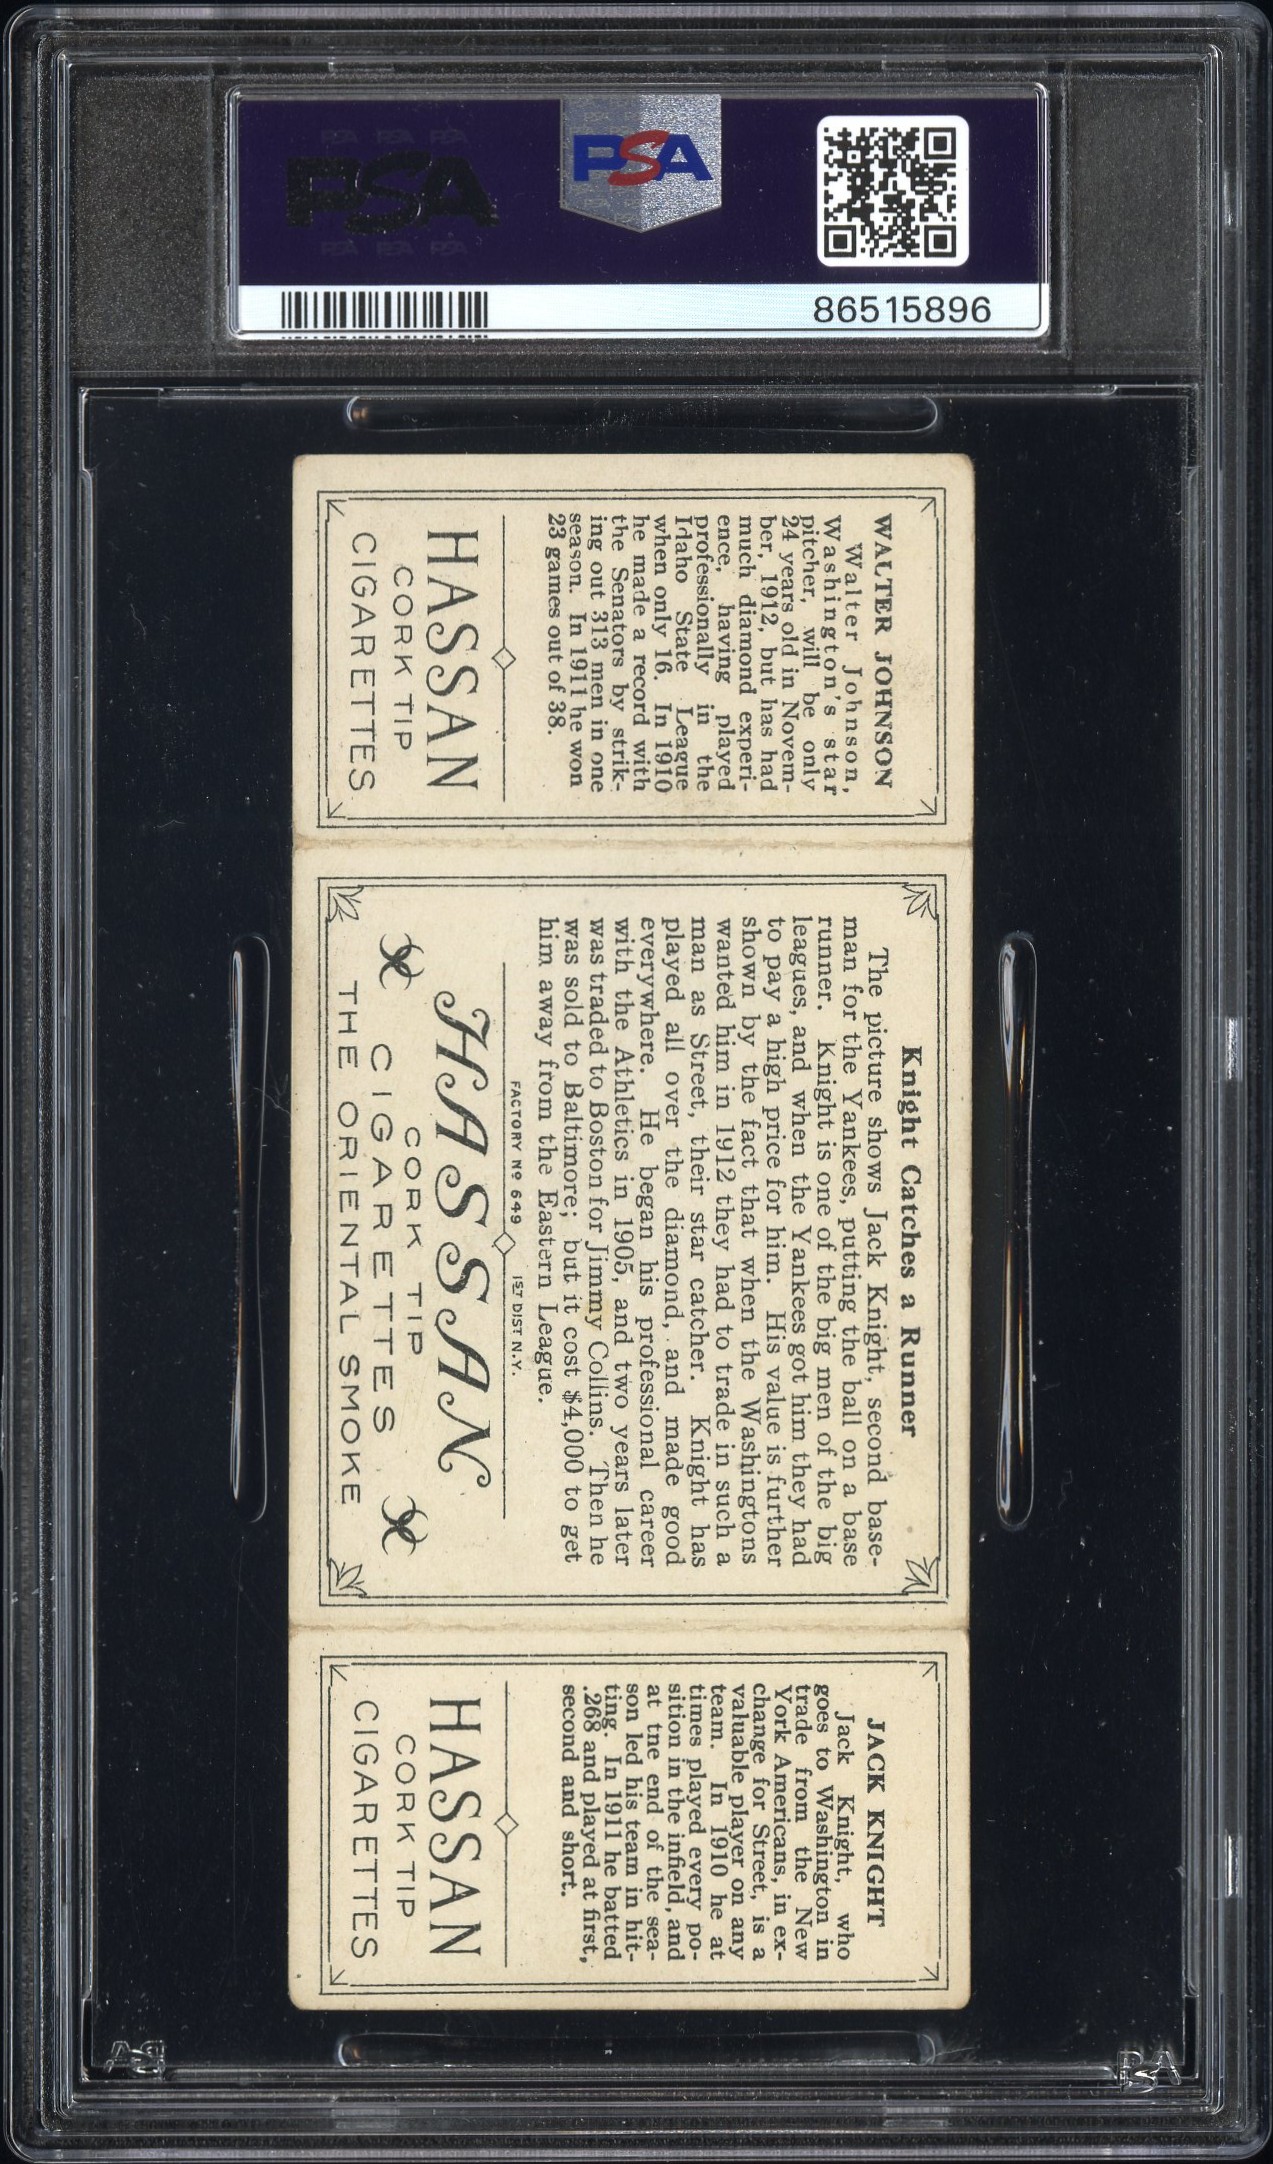 PSA
PSA
86515896
WALTER JOHNSON
Walter Johnson,
Washington's star
pitcher, will be only
24 years old in Novem-
ber, 1912, but has had
much diamond experi-
ence, having played
professionally in the
Idaho State League
when only 16. In 1910
he made a record with
the Senators by strik-
ing out 313 men in one
season. In 1911 he won
23 games out of 38.
HASSAN
CORK TIP
CIGARETTES
Knight Catches a Runner
The picture shows Jack Knight, second base-
man for the Yankees, putting the ball on a base
runner. Knight is one of the big men of the big
leagues, and when the Yankees got him they had
to pay a high price for him. His value is further
shown by the fact that when the Washingtons
wanted him in 1912 they had to trade in such a
man as Street, their star catcher. Knight has
played all over the diamond, and made good
everywhere. He began his professional career
with the Athletics in 1905, and two years later
was traded to Boston for Jimmy Collins. Then he
was sold to Baltimore; but it cost $4,000 to get
him away from the Eastern League.
FACTORY Nº 649 1ST DIST. N.Y.
HASSAN
CORK TIP
CIGARETTES
THE ORIENTAL SMOKE
JACK KNIGHT
Jack Knight, who
goes to Washington in
trade from the New
York Americans, in ex-
change for Street, is a
valuable player on any
team. In 1910 he at
times played every po-
sition in the infield, and
at tne end of the sea-
son led his team in hit-
ting. In 1911 he batted
.268 and played at first,
second and short.
HASSAN
CORK TIP
CIGARETTES
PSA
PSA